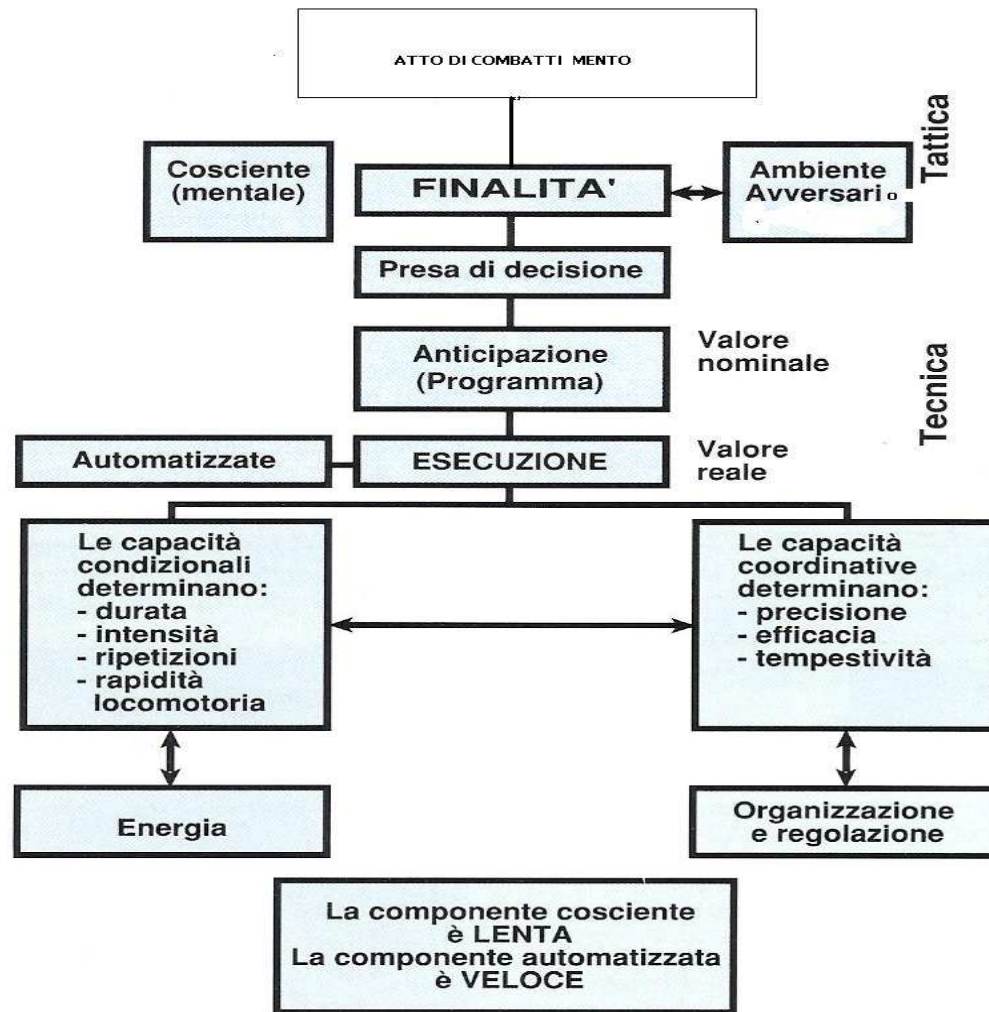 ATTO DI COMBATTI MENTO
Cosciente
(mentale)
FINALITA'
Ambiente
Avversari o
Tattica
Presa di decisione
Anticipazione
(Programma)
Valore
nominale
Tecnica
Automatizzate
ESECUZIONE
Valore
reale
Le capacità
condizionali
determinano:
- durata
- intensità
- ripetizioni
- rapidità
locomotoria
Le capacità
coordinative
determinano:
- precisione
- efficacia
- tempestività
Energia
Organizzazione
e regolazione
La componente cosciente
è LENTA
La componente automatizzata
è VELOCE